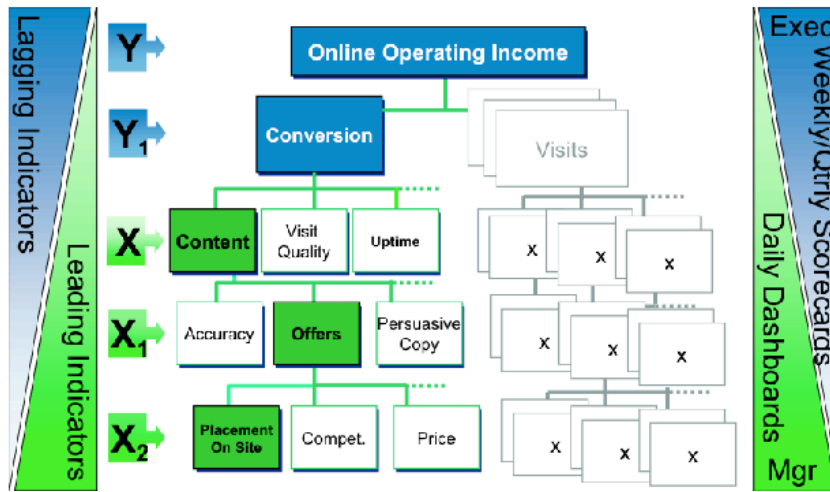 Lagging Indicators
Leading Indicators
Y
Online Operating Income
Y1
Conversion
Visits
X
Content
Visit
Quality
Uptime
X
X
X
X1
Accuracy
Offers
Persuasive
Copy
X
X
X
X2
Placement
On Site
Compet.
Price
X
X
X
Exec
Weekly/Qtrly Scorecards
Daily Dashboards
Mgr